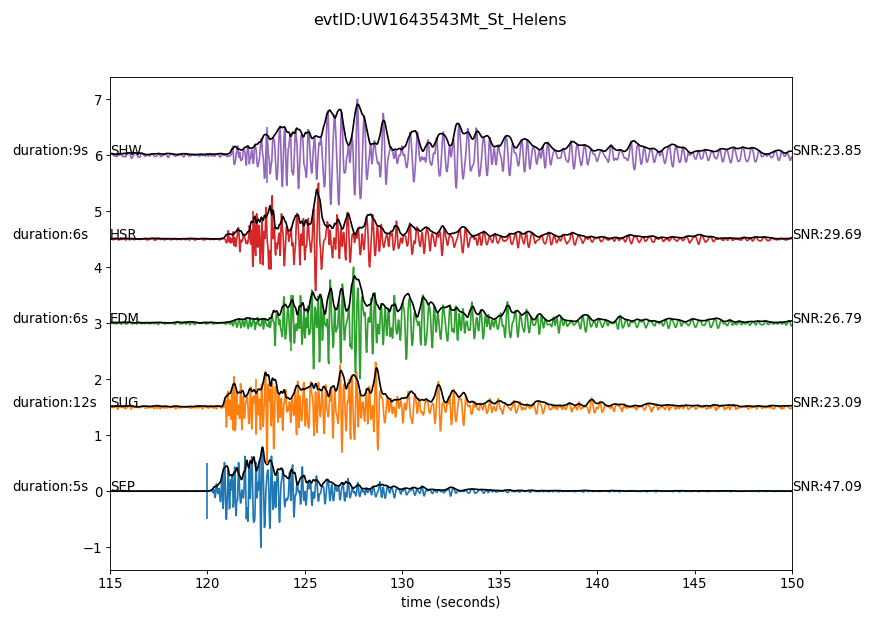 evtID:UW1643543Mt_St_Helens
7
duration:9s SHW SNR:23.85
6
5
duration:6s HSR SNR:29.69
4
duration:6s EDM SNR:26.79
3
2
duration:12s SUG SNR:23.09
1
duration:5s SEP SNR:47.09
0
−1
115 120 125 130 135 140 145 150
time (seconds)